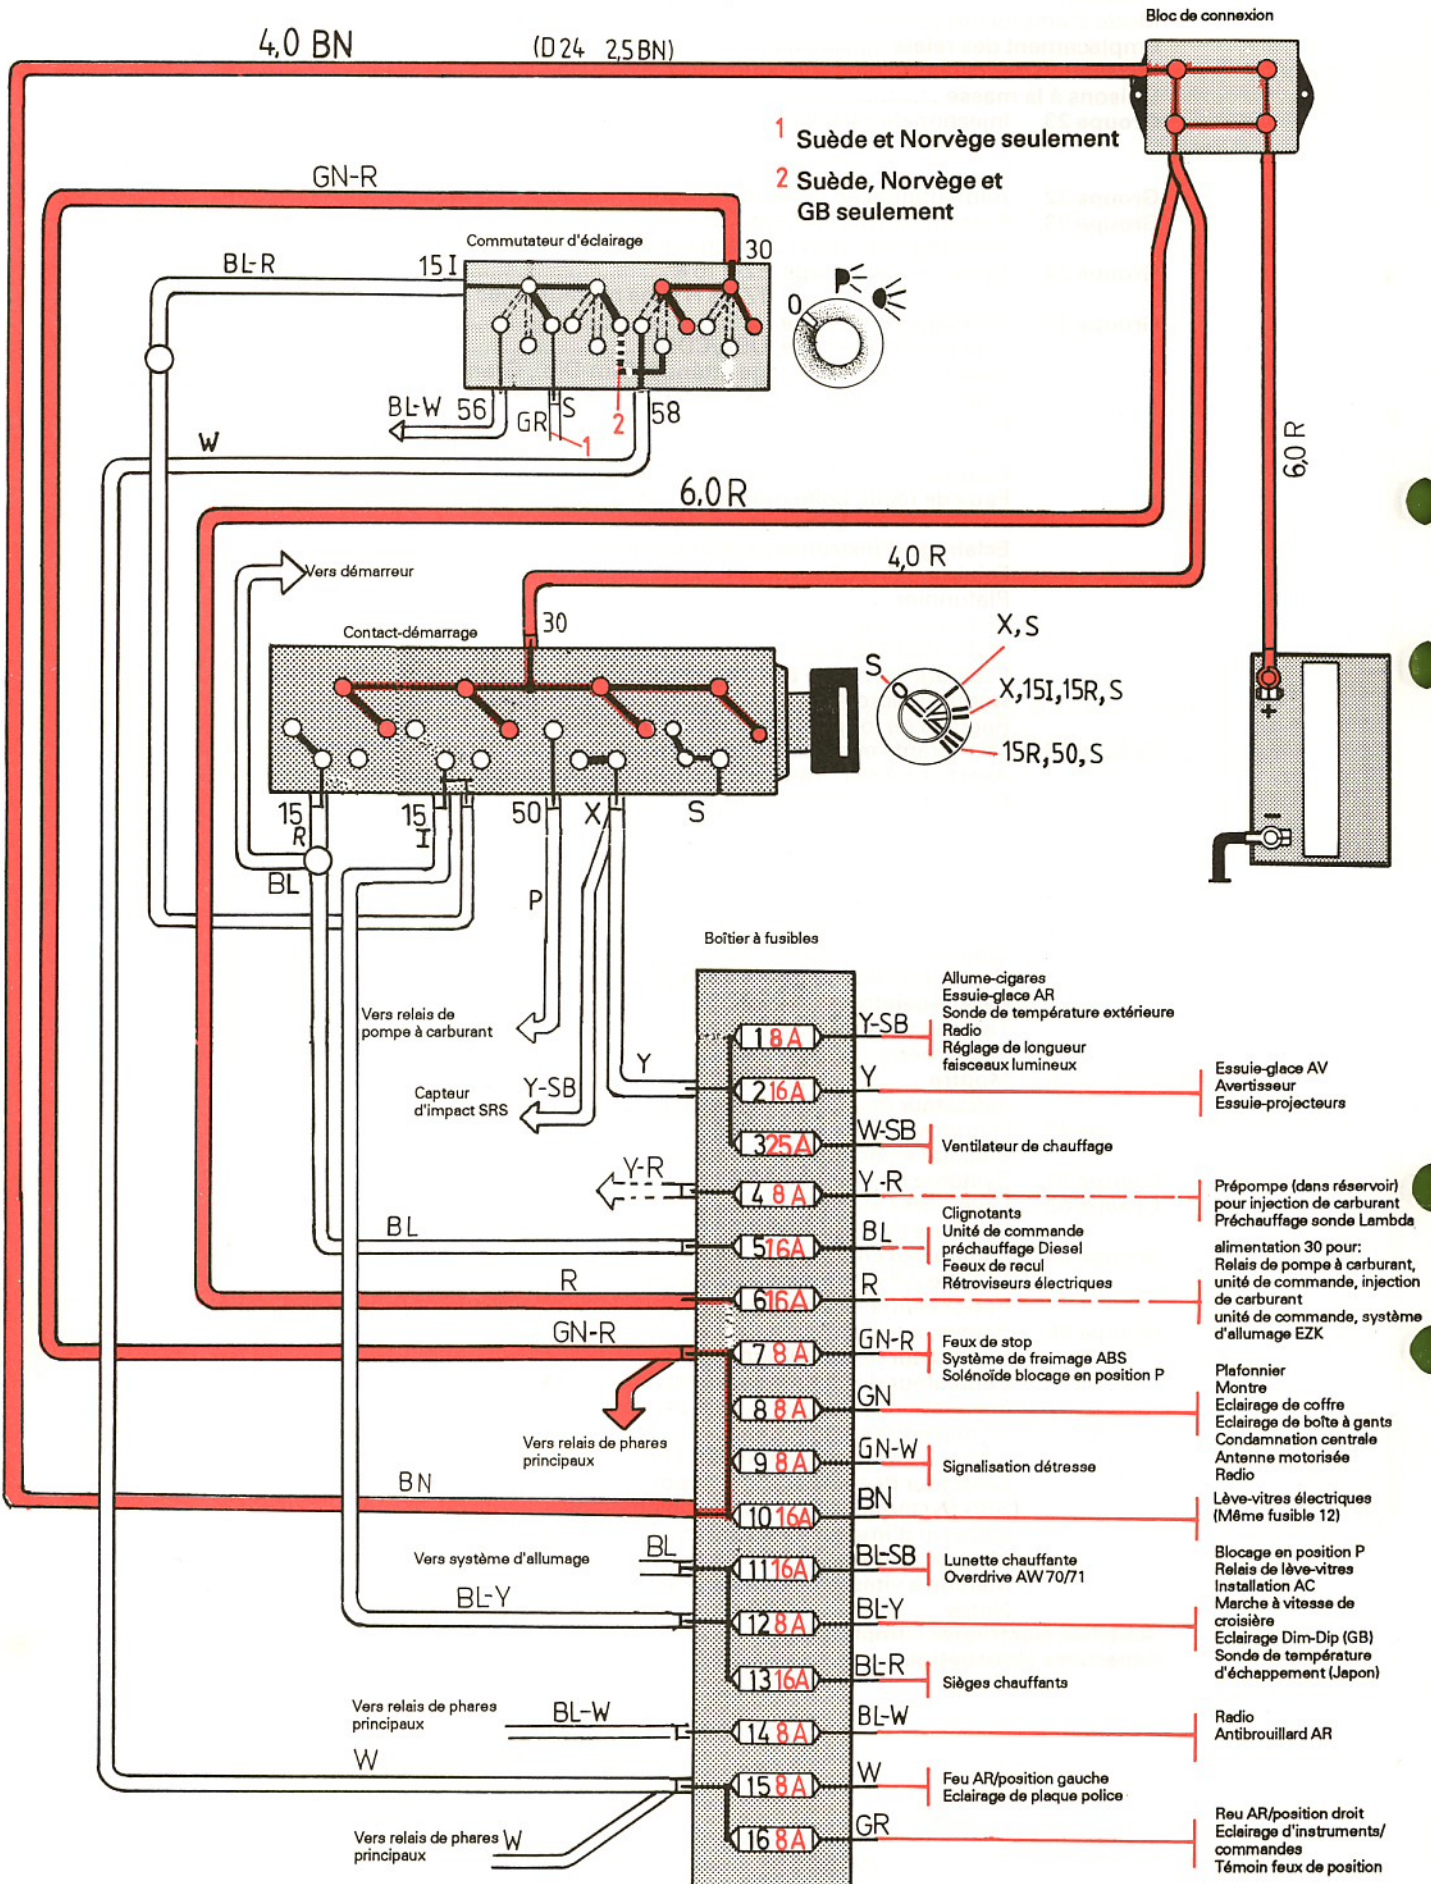 Bloc de connexion
4,0 BN
(D24 2,5BN)
1 Suède et Norvège seulement
2 Suède, Norvège et
GB seulement
GN-R
Commutateur d'éclairage
30
BL-R
15 I
O
BL-W
56
GR
S
1
2
58
W
6,0 R
6,0 R
4,0 R
Vers démarreur
Contact-démarrage
30
X, S
S
O
X,15I,15R, S
15R,50, S
+
-
15
R
15
I
50
X
S
BL
P
Boîtier à fusibles
Vers relais de
pompe à carburant
Y
Capteur
d'impact SRS
Y-SB
1 8A
Y-SB
Allume-cigares
Essuie-glace AR
Sonde de température extérieure
Radio
Réglage de longueur
faisceaux lumineux
2 16A
Y
Essuie-glace AV
Avertisseur
Essuie-projecteurs
3 25A
W-SB
Ventilateur de chauffage
Y-R
4 8A
Y-R
Prépompe (dans réservoir)
pour injection de carburant
Préchauffage sonde Lambda
BL
5 16A
BL
Clignotants
Unité de commande
préchauffage Diesel
Feeux de recul
Rétroviseurs électriques
R
6 16A
R
alimentation 30 pour:
Relais de pompe à carburant,
unité de commande, injection
de carburant
unité de commande, système
d'allumage EZK
GN-R
7 8A
GN-R
Feux de stop
Système de freimage ABS
Solénoïde blocage en position P
Vers relais de phares
principaux
8 8A
GN
Plafonnier
Montre
Eclairage de coffre
Eclairage de boîte à gants
Condamnation centrale
Antenne motorisée
Radio
9 8A
GN-W
Signalisation détresse
BN
10 16A
BN
Lève-vitres électriques
(Même fusible 12)
Vers système d'allumage
BL
11 16A
BL-SB
Lunette chauffante
Overdrive AW 70/71
BL-Y
12 8A
BL-Y
Blocage en position P
Relais de lève-vitres
Installation AC
Marche à vitesse de
croisière
Eclairage Dim-Dip (GB)
Sonde de température
d'échappement (Japon)
13 16A
BL-R
Sièges chauffants
Vers relais de phares
principaux
BL-W
14 8A
BL-W
Radio
Antibrouillard AR
W
15 8A
W
Feu AR/position gauche
Eclairage de plaque police
Vers relais de phares
principaux
W
16 8A
GR
Reu AR/position droit
Eclairage d'instruments/
commandes
Témoin feux de position